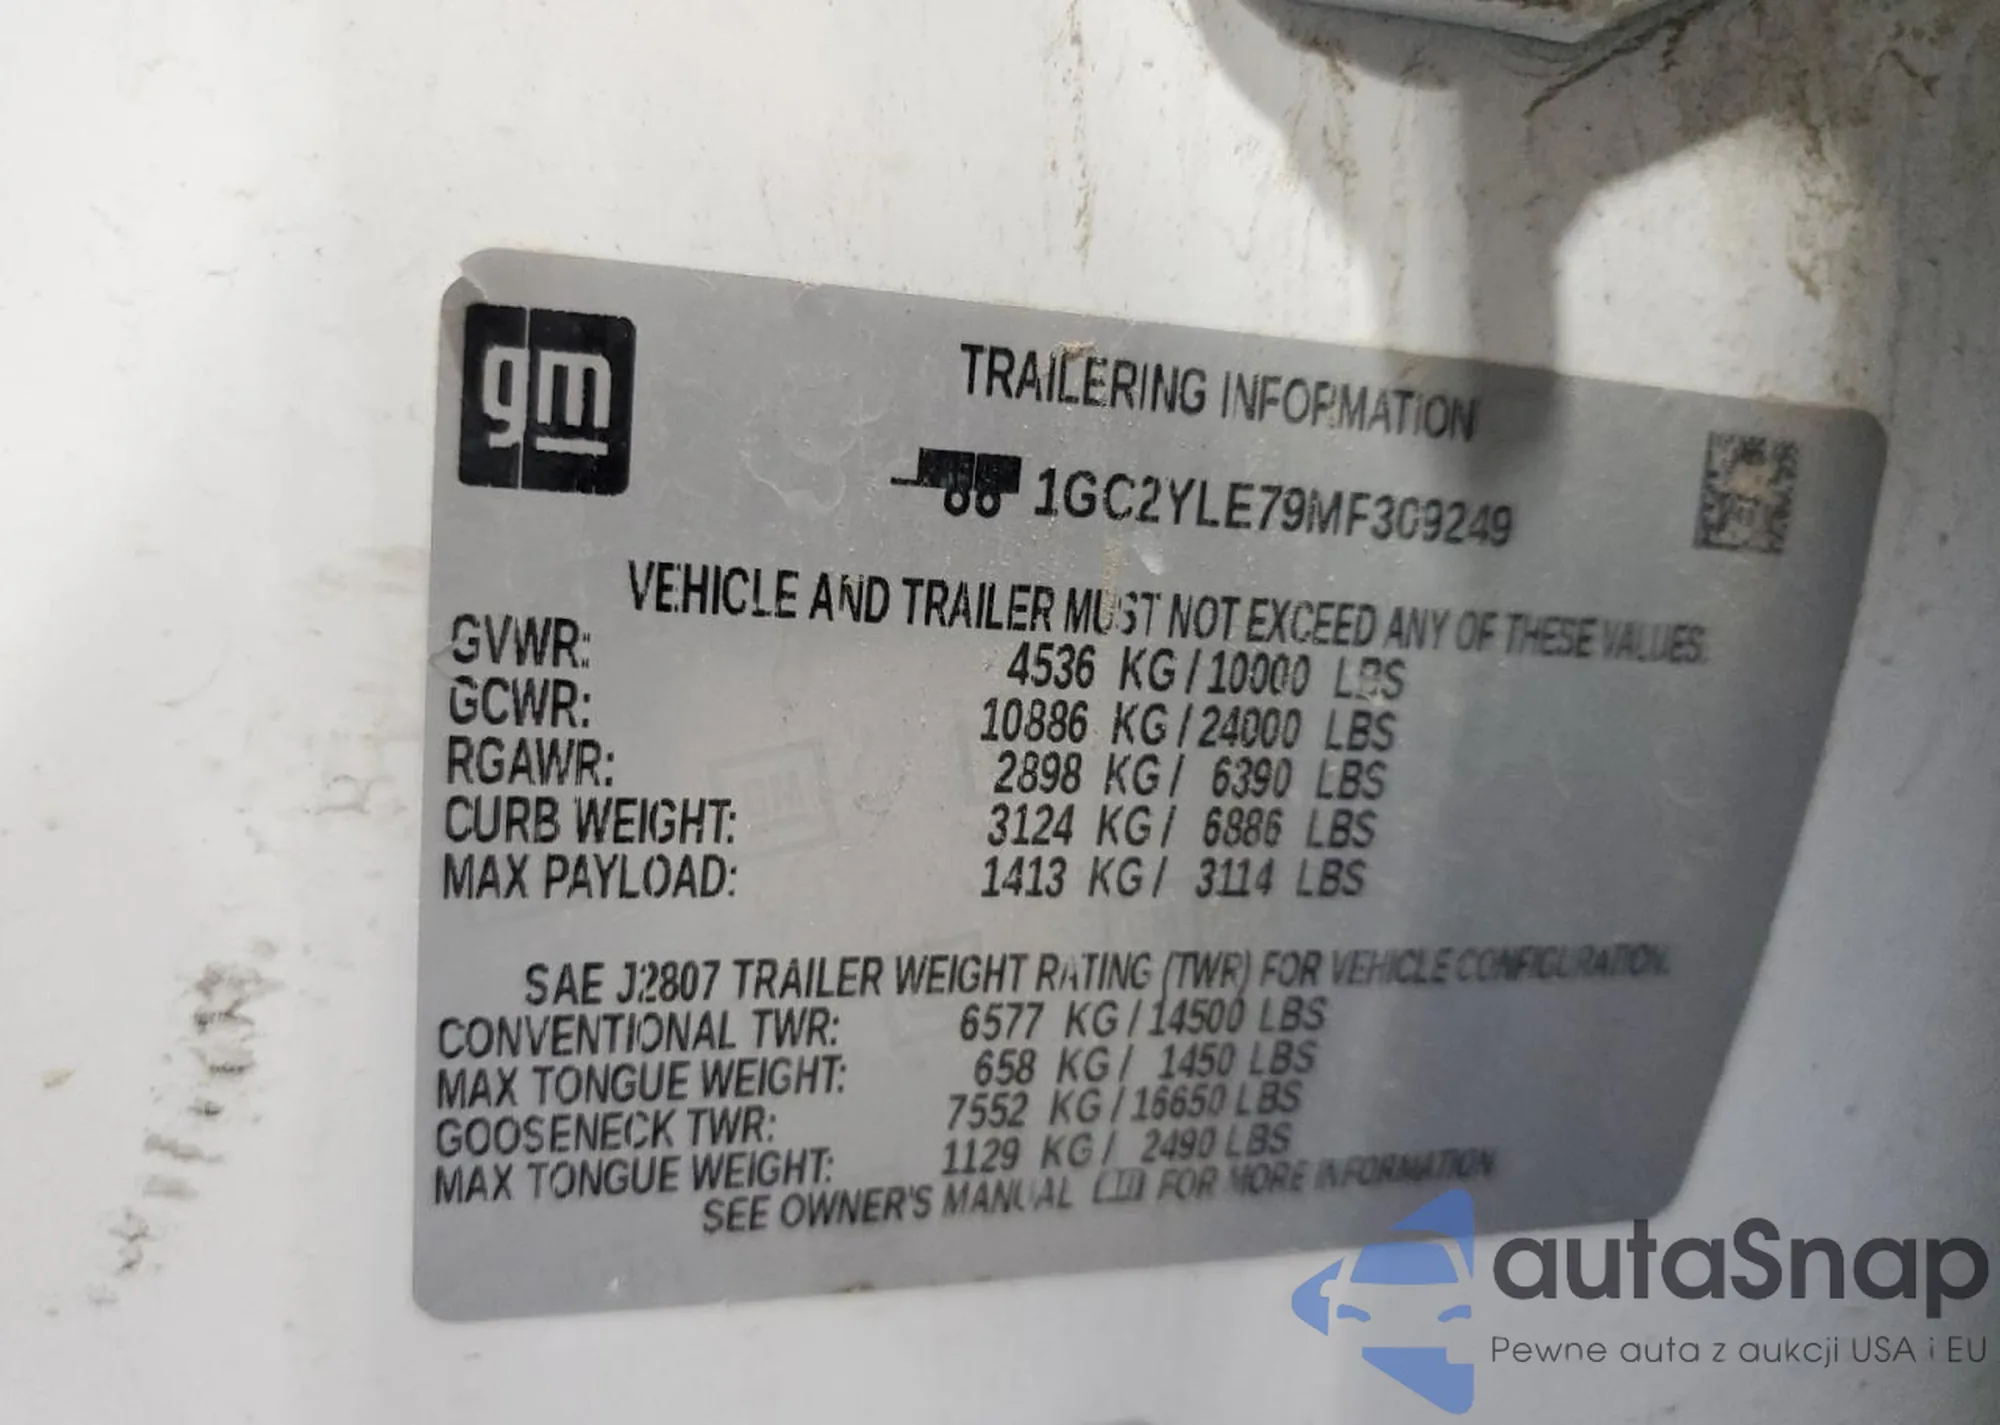 gm
TRAILERING INFORMATION
1GC2YLE79MF309249
VEHICLE AND TRAILER MUST NOT EXCEED ANY OF THESE VALUES.
GVWR: 4536 KG / 10000 LBS
GCWR: 10886 KG / 24000 LBS
RGAWR: 2898 KG / 6390 LBS
CURB WEIGHT: 3124 KG / 6886 LBS
MAX PAYLOAD: 1413 KG / 3114 LBS
SAE J2807 TRAILER WEIGHT RATING (TWR) FOR VEHICLE CONFIGURATION.
CONVENTIONAL TWR: 6577 KG / 14500 LBS
MAX TONGUE WEIGHT: 658 KG / 1450 LBS
GOOSENECK TWR: 7552 KG / 16650 LBS
MAX TONGUE WEIGHT: 1129 KG / 2490 LBS
SEE OWNER'S MANUAL FOR MORE INFORMATION
autaSnap
Pewne auta z aukcji USA i EU